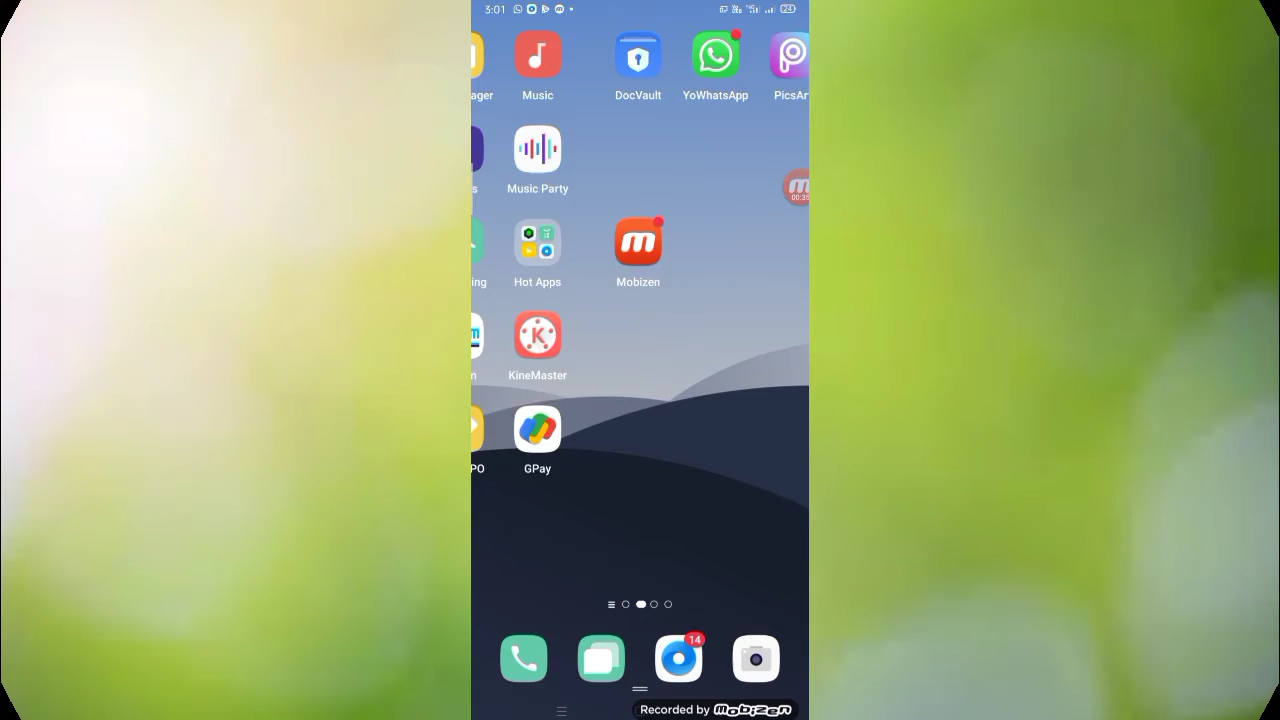 3:01
24
ager Music DocVault YoWhatsApp PicsAr
s Music Party
00:35
ing Hot Apps Mobizen
n KineMaster
PO GPay
14
Recorded by mobizen